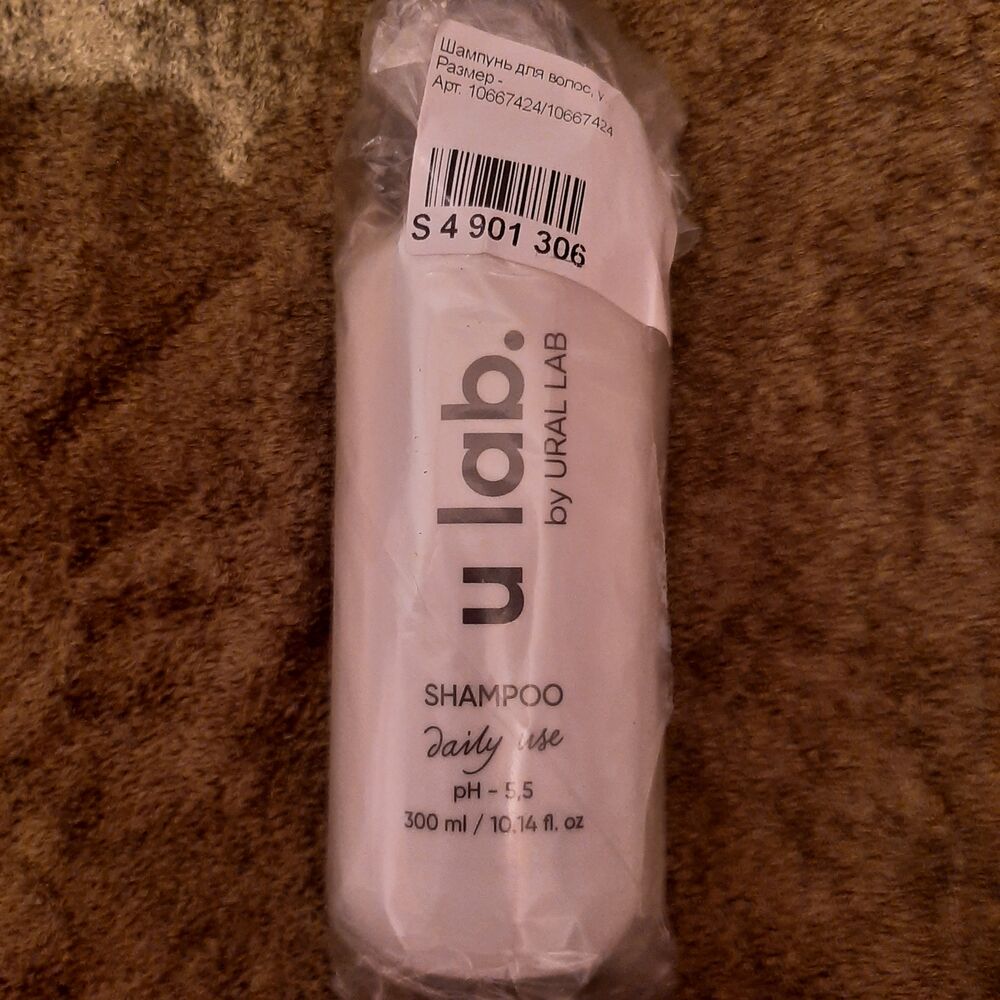 Шампунь для волос, у
Размер -
Арт. 10667424/10667424
S 4 901 306
u lab.
by URAL LAB
SHAMPOO
daily use
pH - 5,5
300 ml / 10.14 fl. oz